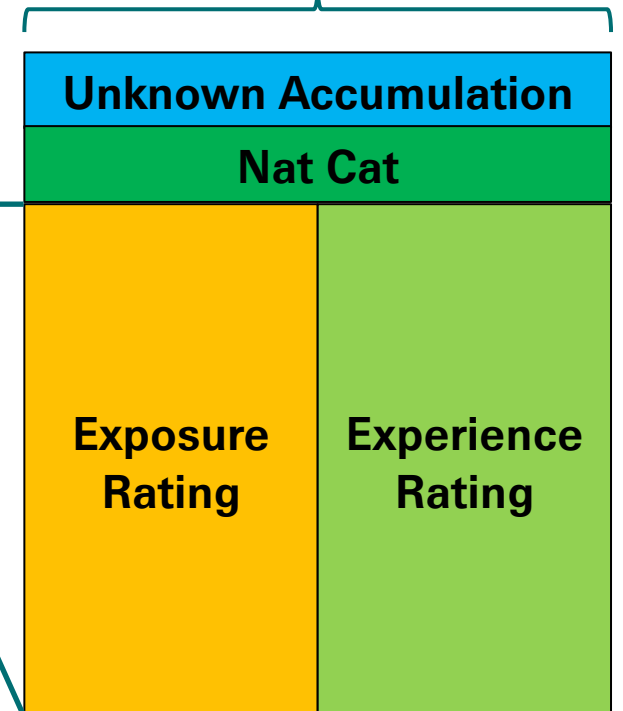 Unknown Accumulation
Nat Cat
Exposure
Rating
Experience
Rating